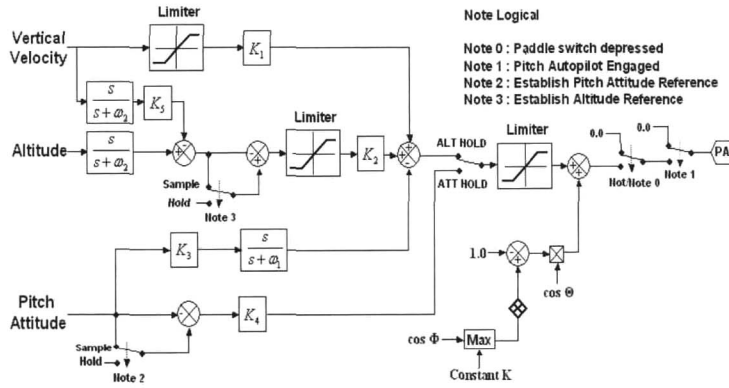 Limiter
Note Logical
Vertical
Velocity
K₁
Note 0 : Paddle switch depressed
Note 1 : Pitch Autopilot Engaged
Note 2 : Establish Pitch Attitude Reference
Note 3 : Establish Altitude Reference
s
s+ω₂
K₅
Limiter
Altitude
s
s+ω₂
K₂
ALT HOLD
Limiter
0.0
0.0
PA
Sample
Hold
Note 3
ATT HOLD
Not/Note 0
Note 1
K₃
s
s+ω₁
1.0
cos Θ
Pitch
Attitude
K₄
Sample
Hold
Note 2
cos Φ
Max
Constant K